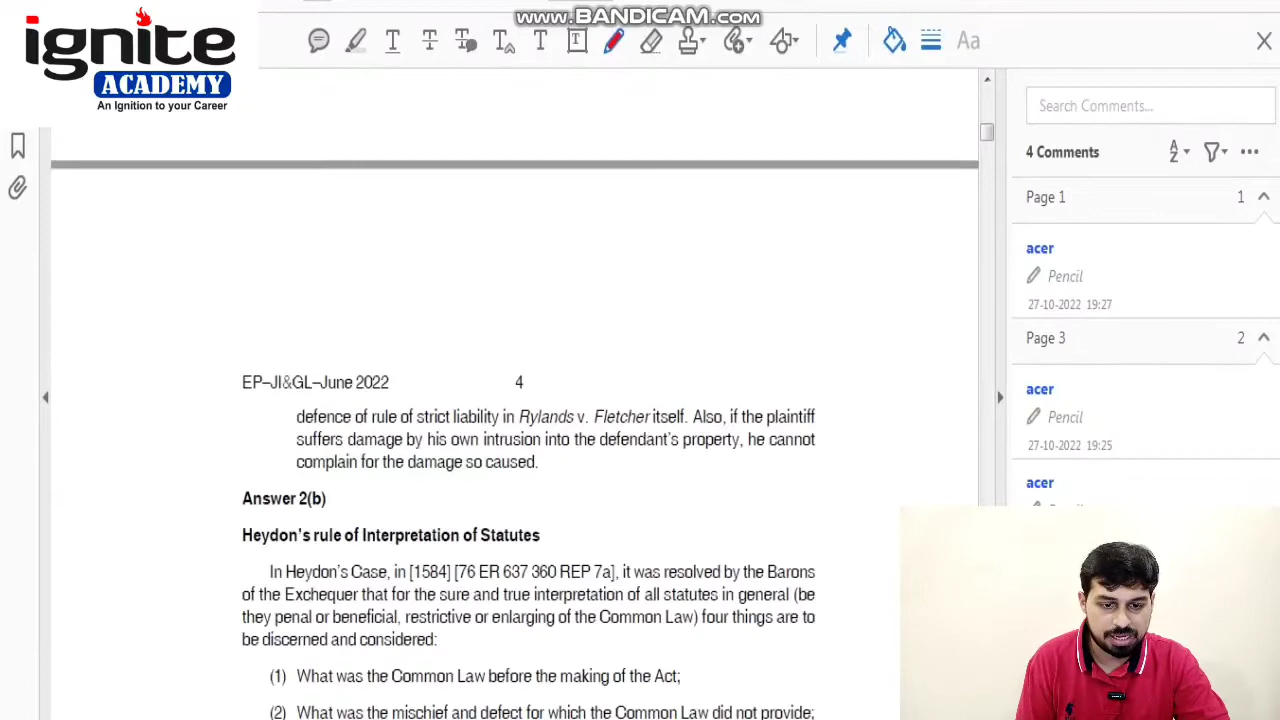 www.BANDICAM.com
ignite
ACADEMY
An Ignition to your Career
T
T
T
T
T
T
Aa
Search Comments...
4 Comments
A
Z
Page 1
1
acer
Pencil
27-10-2022 19:27
Page 3
2
acer
Pencil
27-10-2022 19:25
acer
EP–JI&GL–June 2022 4
defence of rule of strict liability in Rylands v. Fletcher itself. Also, if the plaintiff
suffers damage by his own intrusion into the defendant's property, he cannot
complain for the damage so caused.
Answer 2(b)
Heydon's rule of Interpretation of Statutes
In Heydon's Case, in [1584] [76 ER 637 360 REP 7a], it was resolved by the Barons
of the Exchequer that for the sure and true interpretation of all statutes in general (be
they penal or beneficial, restrictive or enlarging of the Common Law) four things are to
be discerned and considered:
(1) What was the Common Law before the making of the Act;
(2) What was the mischief and defect for which the Common Law did not provide;